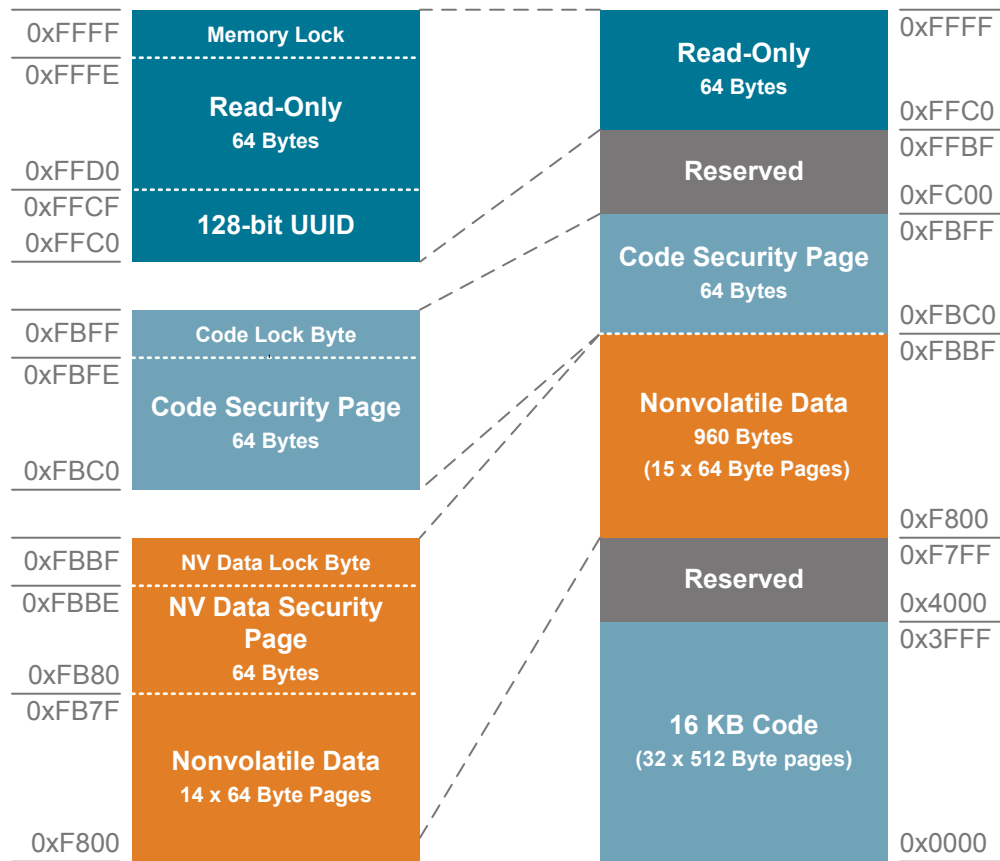 0xFFFF
Memory Lock
0xFFFE
Read-Only
64 Bytes
0xFFD0
0xFFCF
128-bit UUID
0xFFC0
0xFBFF
Code Lock Byte
0xFBFE
Code Security Page
64 Bytes
0xFBC0
0xFBBF
NV Data Lock Byte
0xFBBE
NV Data Security
Page
64 Bytes
0xFB80
0xFB7F
Nonvolatile Data
14 x 64 Byte Pages
0xF800
0xFFFF
Read-Only
64 Bytes
0xFFC0
0xFFBF
Reserved
0xFC00
0xFBFF
Code Security Page
64 Bytes
0xFBC0
0xFBBF
Nonvolatile Data
960 Bytes
(15 x 64 Byte Pages)
0xF800
0xF7FF
Reserved
0x4000
0x3FFF
16 KB Code
(32 x 512 Byte pages)
0x0000